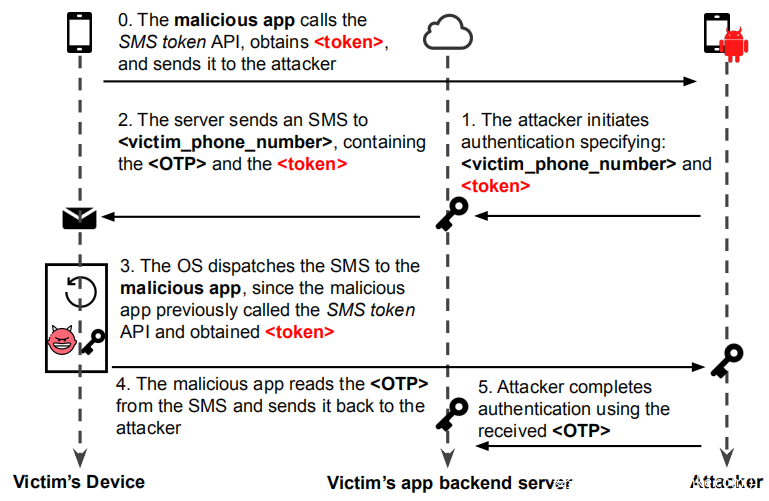 0. The malicious app calls the
SMS token API, obtains <token>,
and sends it to the attacker
2. The server sends an SMS to
<victim_phone_number>, containing
the <OTP> and the <token>
1. The attacker initiates
authentication specifying:
<victim_phone_number> and
<token>
3. The OS dispatches the SMS to the
malicious app, since the malicious
app previously called the SMS token
API and obtained <token>
4. The malicious app reads the <OTP>
from the SMS and sends it back to the
attacker
5. Attacker completes
authentication using the
received <OTP>
Victim's Device
Victim's app backend server
Attacker